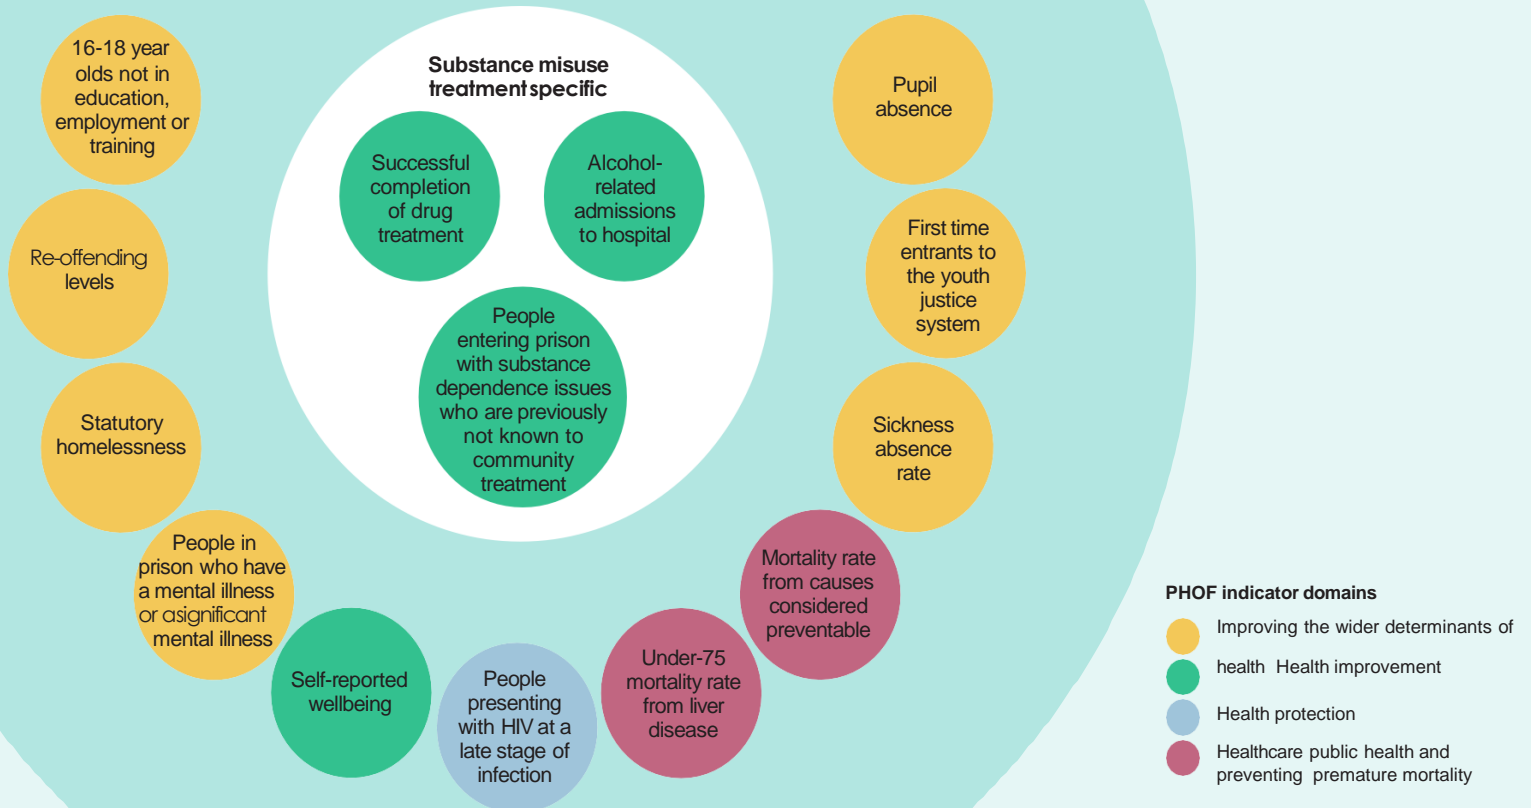 16-18 year
olds not in
education,
employment or
training
Re-offending
levels
Statutory
homelessness
People in
prison who have
a mental illness
or asignificant
mental illness
Self-reported
wellbeing
People
presenting
with HIV at a
late stage of
infection
Under-75
mortality rate
from liver
disease
Mortality rate
from causes
considered
preventable
Sickness
absence
rate
First time
entrants to
the youth
justice
system
Pupil
absence
Substance misuse
treatment specific
Successful
completion
of drug
treatment
Alcohol-
related
admissions
to hospital
People
entering prison
with substance
dependence issues
who are previously
not known to
community
treatment
PHOF indicator domains
Improving the wider determinants of
health Health improvement
Health protection
Healthcare public health and
preventing premature mortality